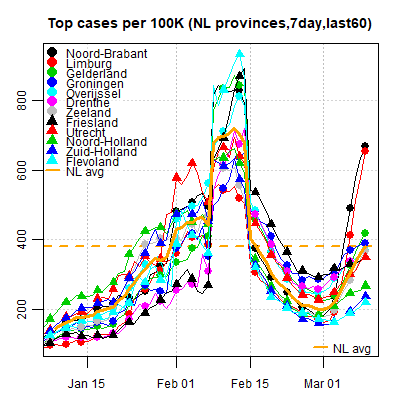 Top cases per 100K (NL provinces,7day,last60)
Noord-Brabant
Limburg
Gelderland
Groningen
Overijssel
Drenthe
Zeeland
Friesland
Utrecht
Noord-Holland
Zuid-Holland
Flevoland
NL avg
800
600
400
200
NL avg
Jan 15
Feb 01
Feb 15
Mar 01